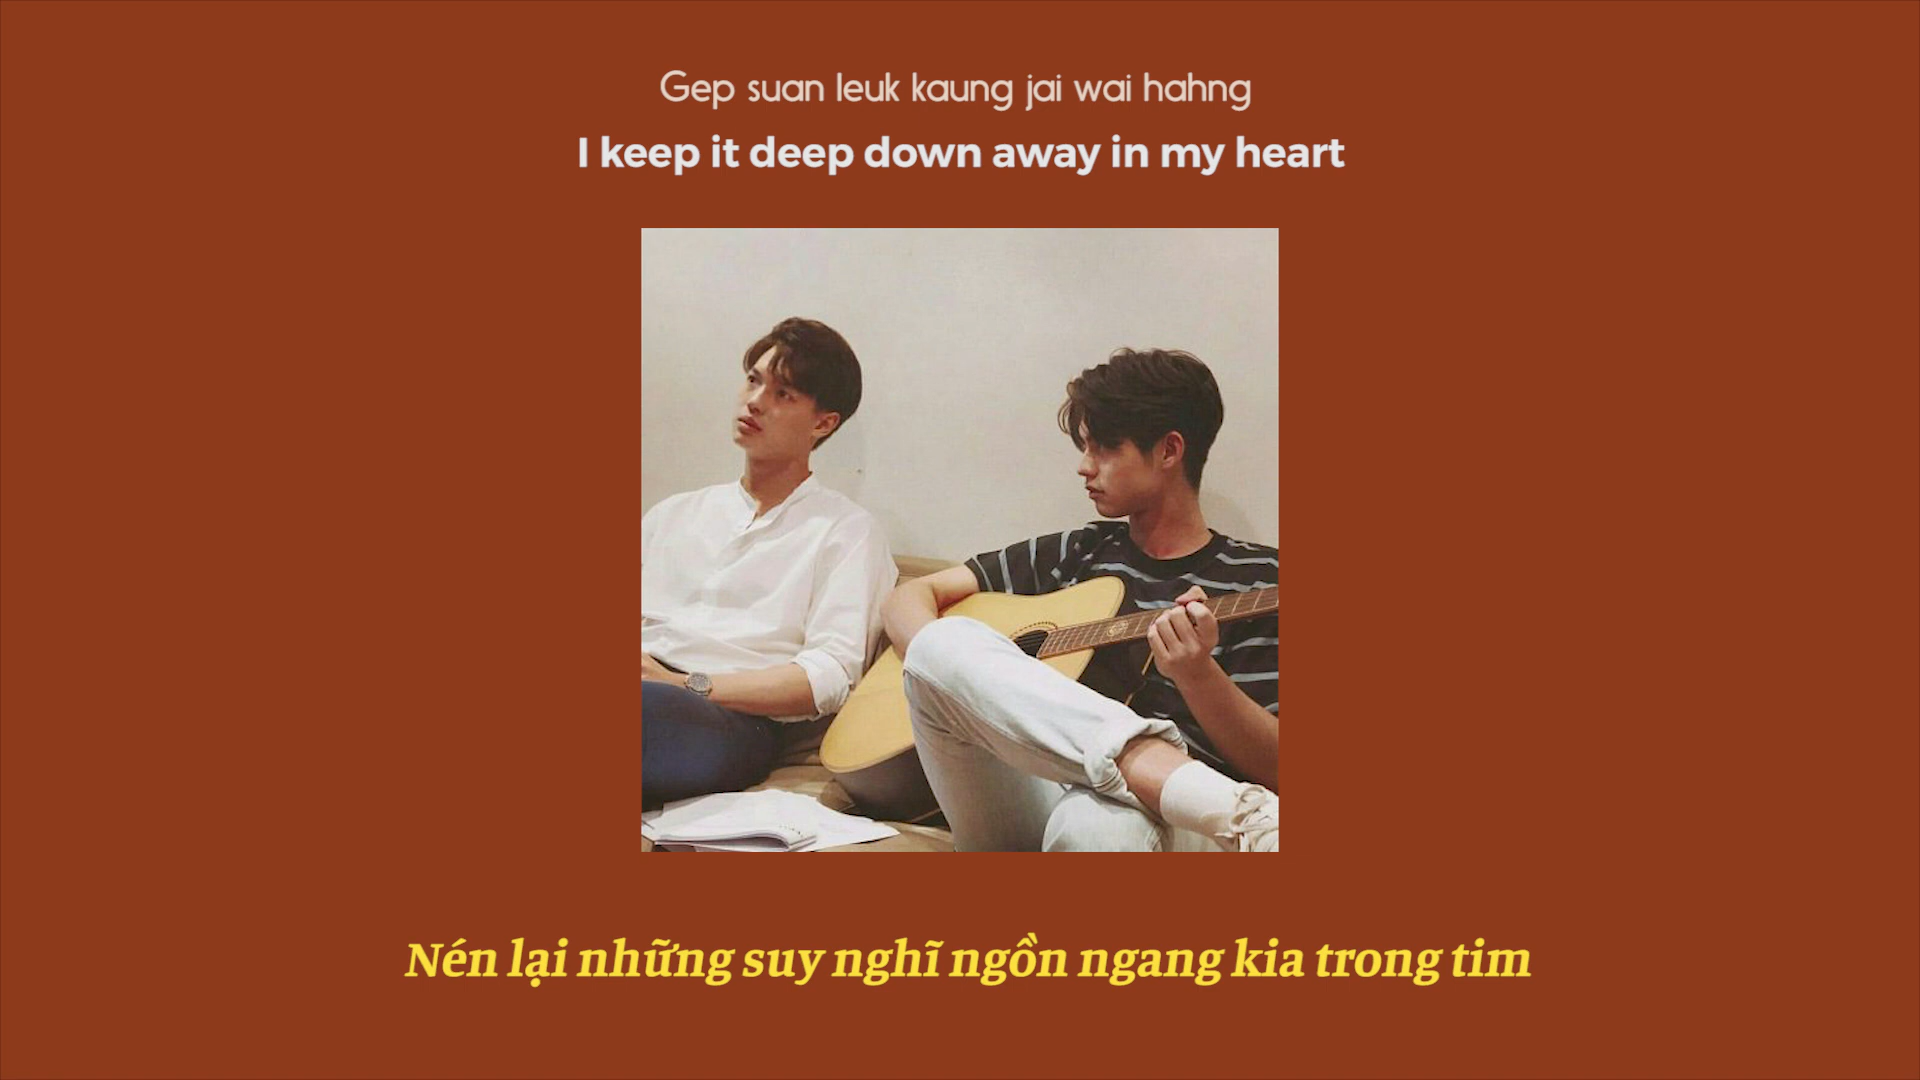 Gep suan leuk kaung jai wai hahng
I keep it deep down away in my heart
Nén lại những suy nghĩ ngồn ngang kia trong tim